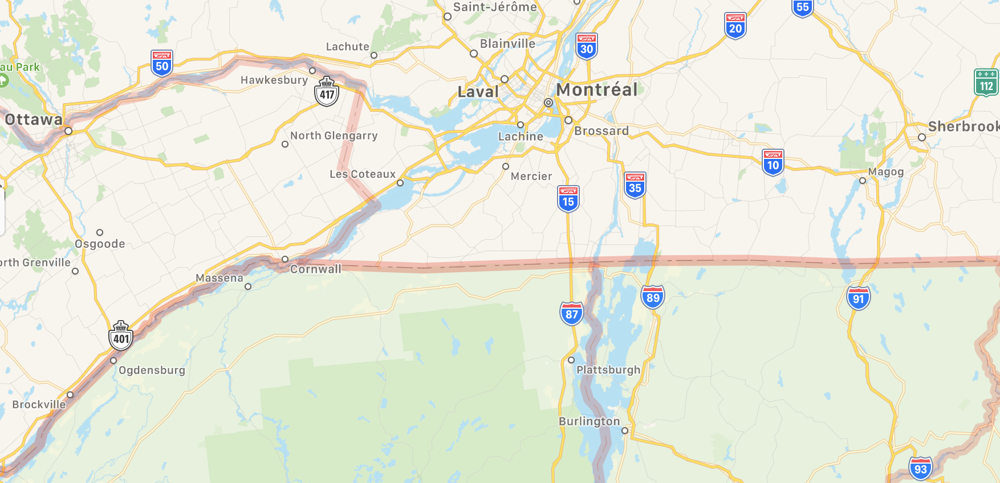 Saint-Jérôme
55
20
Lachute
Blainville
30
50
au Park
Hawkesbury
417
Laval
Montréal
112
Ottawa
North Glengarry
Lachine
Brossard
Sherbrook
10
Les Coteaux
Mercier
Magog
35
15
Osgoode
orth Grenville
Cornwall
Massena
89
91
87
401
Ogdensburg
Plattsburgh
Brockville
Burlington
93